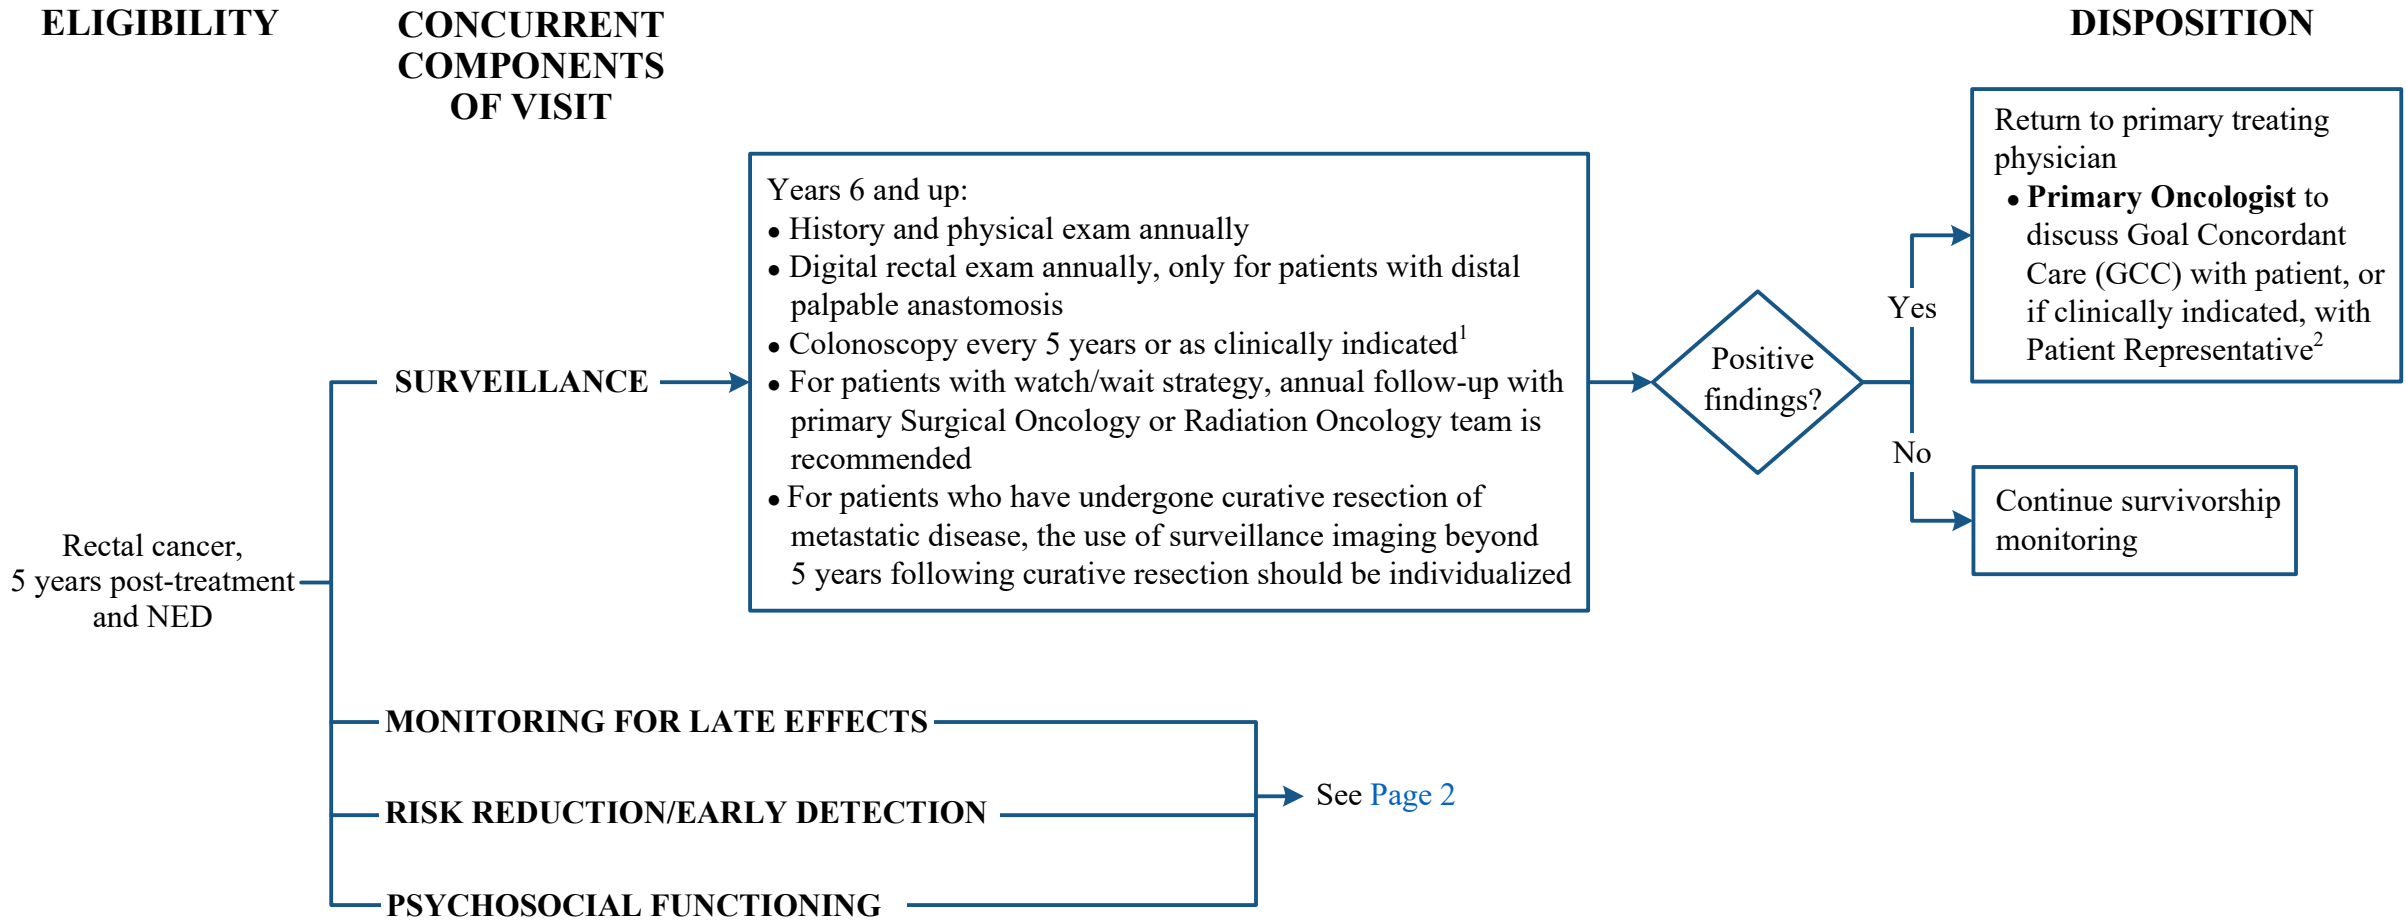 ELIGIBILITY
CONCURRENT
COMPONENTS
OF VISIT
DISPOSITION
Rectal cancer,
5 years post-treatment
and NED
SURVEILLANCE
Years 6 and up:
● History and physical exam annually
● Digital rectal exam annually, only for patients with distal
palpable anastomosis
● Colonoscopy every 5 years or as clinically indicated¹
● For patients with watch/wait strategy, annual follow-up with
primary Surgical Oncology or Radiation Oncology team is
recommended
● For patients who have undergone curative resection of
metastatic disease, the use of surveillance imaging beyond
5 years following curative resection should be individualized
Positive
findings?
Yes
Return to primary treating
physician
● Primary Oncologist to
discuss Goal Concordant
Care (GCC) with patient, or
if clinically indicated, with
Patient Representative²
No
Continue survivorship
monitoring
MONITORING FOR LATE EFFECTS
RISK REDUCTION/EARLY DETECTION
PSYCHOSOCIAL FUNCTIONING
See Page 2